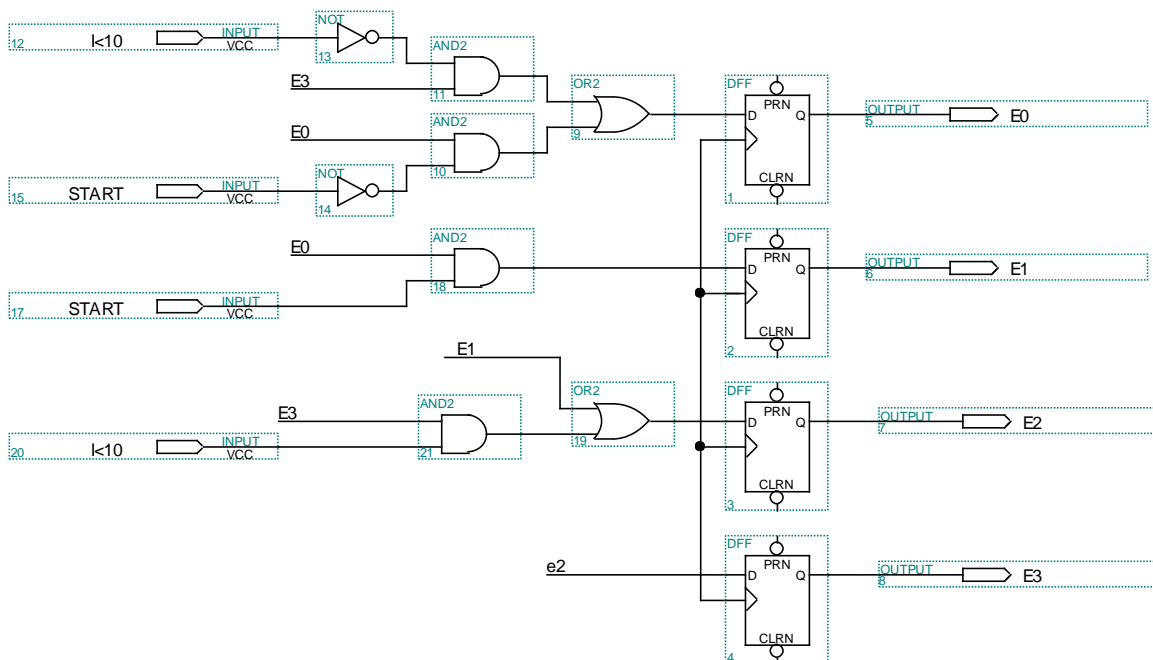 NOT
12 I<10 INPUT
VCC
13
AND2
E3
11
OR2
9
DFF
PRN
D Q
CLRN
1
OUTPUT
5 E0
E0
AND2
10
15 START INPUT
VCC
NOT
14
E0
AND2
18
17 START INPUT
VCC
DFF
PRN
D Q
CLRN
2
OUTPUT
6 E1
E1
E3
AND2
21
20 I<10 INPUT
VCC
OR2
19
DFF
PRN
D Q
CLRN
3
OUTPUT
7 E2
e2
DFF
PRN
D Q
CLRN
4
OUTPUT
8 E3